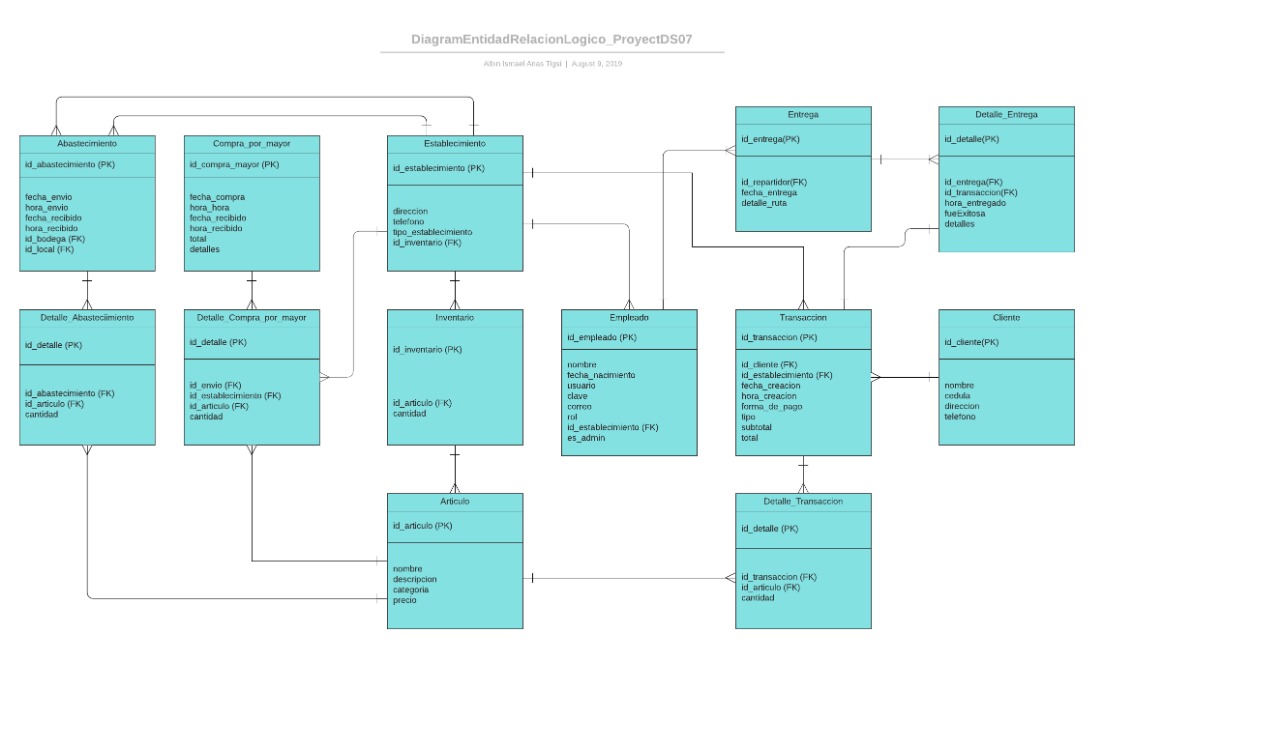 DiagramEntidadRelacionLogico_ProyectDS07
Albin Ismael Arias Tigsi | August 9, 2019
Abastecimiento
id_abastecimiento (PK)
fecha_envio
hora_envio
fecha_recibido
hora_recibido
id_bodega (FK)
id_local (FK)
Compra_por_mayor
id_compra_mayor (PK)
fecha_compra
hora_hora
fecha_recibido
hora_recibido
total
detalles
Establecimiento
id_establecimiento (PK)
direccion
telefono
tipo_establecimiento
id_inventario (FK)
Entrega
id_entrega(PK)
id_repartidor(FK)
fecha_entrega
detalle_ruta
Detalle_Entrega
id_detalle(PK)
id_entrega(FK)
id_transaccion(FK)
hora_entregado
fueExitosa
detalles
Detalle_Abasteciimiento
id_detalle (PK)
id_abastecimiento (FK)
id_articulo (FK)
cantidad
Detalle_Compra_por_mayor
id_detalle (PK)
id_envio (FK)
id_establecimiento (FK)
id_articulo (FK)
cantidad
Inventario
id_inventario (PK)
id_articulo (FK)
cantidad
Empleado
id_empleado (PK)
nombre
fecha_nacimiento
usuario
clave
correo
rol
id_establecimiento (FK)
es_admin
Transaccion
id_transaccion (PK)
id_cliente (FK)
id_establecimiento (FK)
fecha_creacion
hora_creacion
forma_de_pago
tipo
subtotal
total
Cliente
id_cliente(PK)
nombre
cedula
direccion
telefono
Articulo
id_articulo (PK)
nombre
descripcion
categoria
precio
Detalle_Transaccion
id_detalle (PK)
id_transaccion (FK)
id_articulo (FK)
cantidad